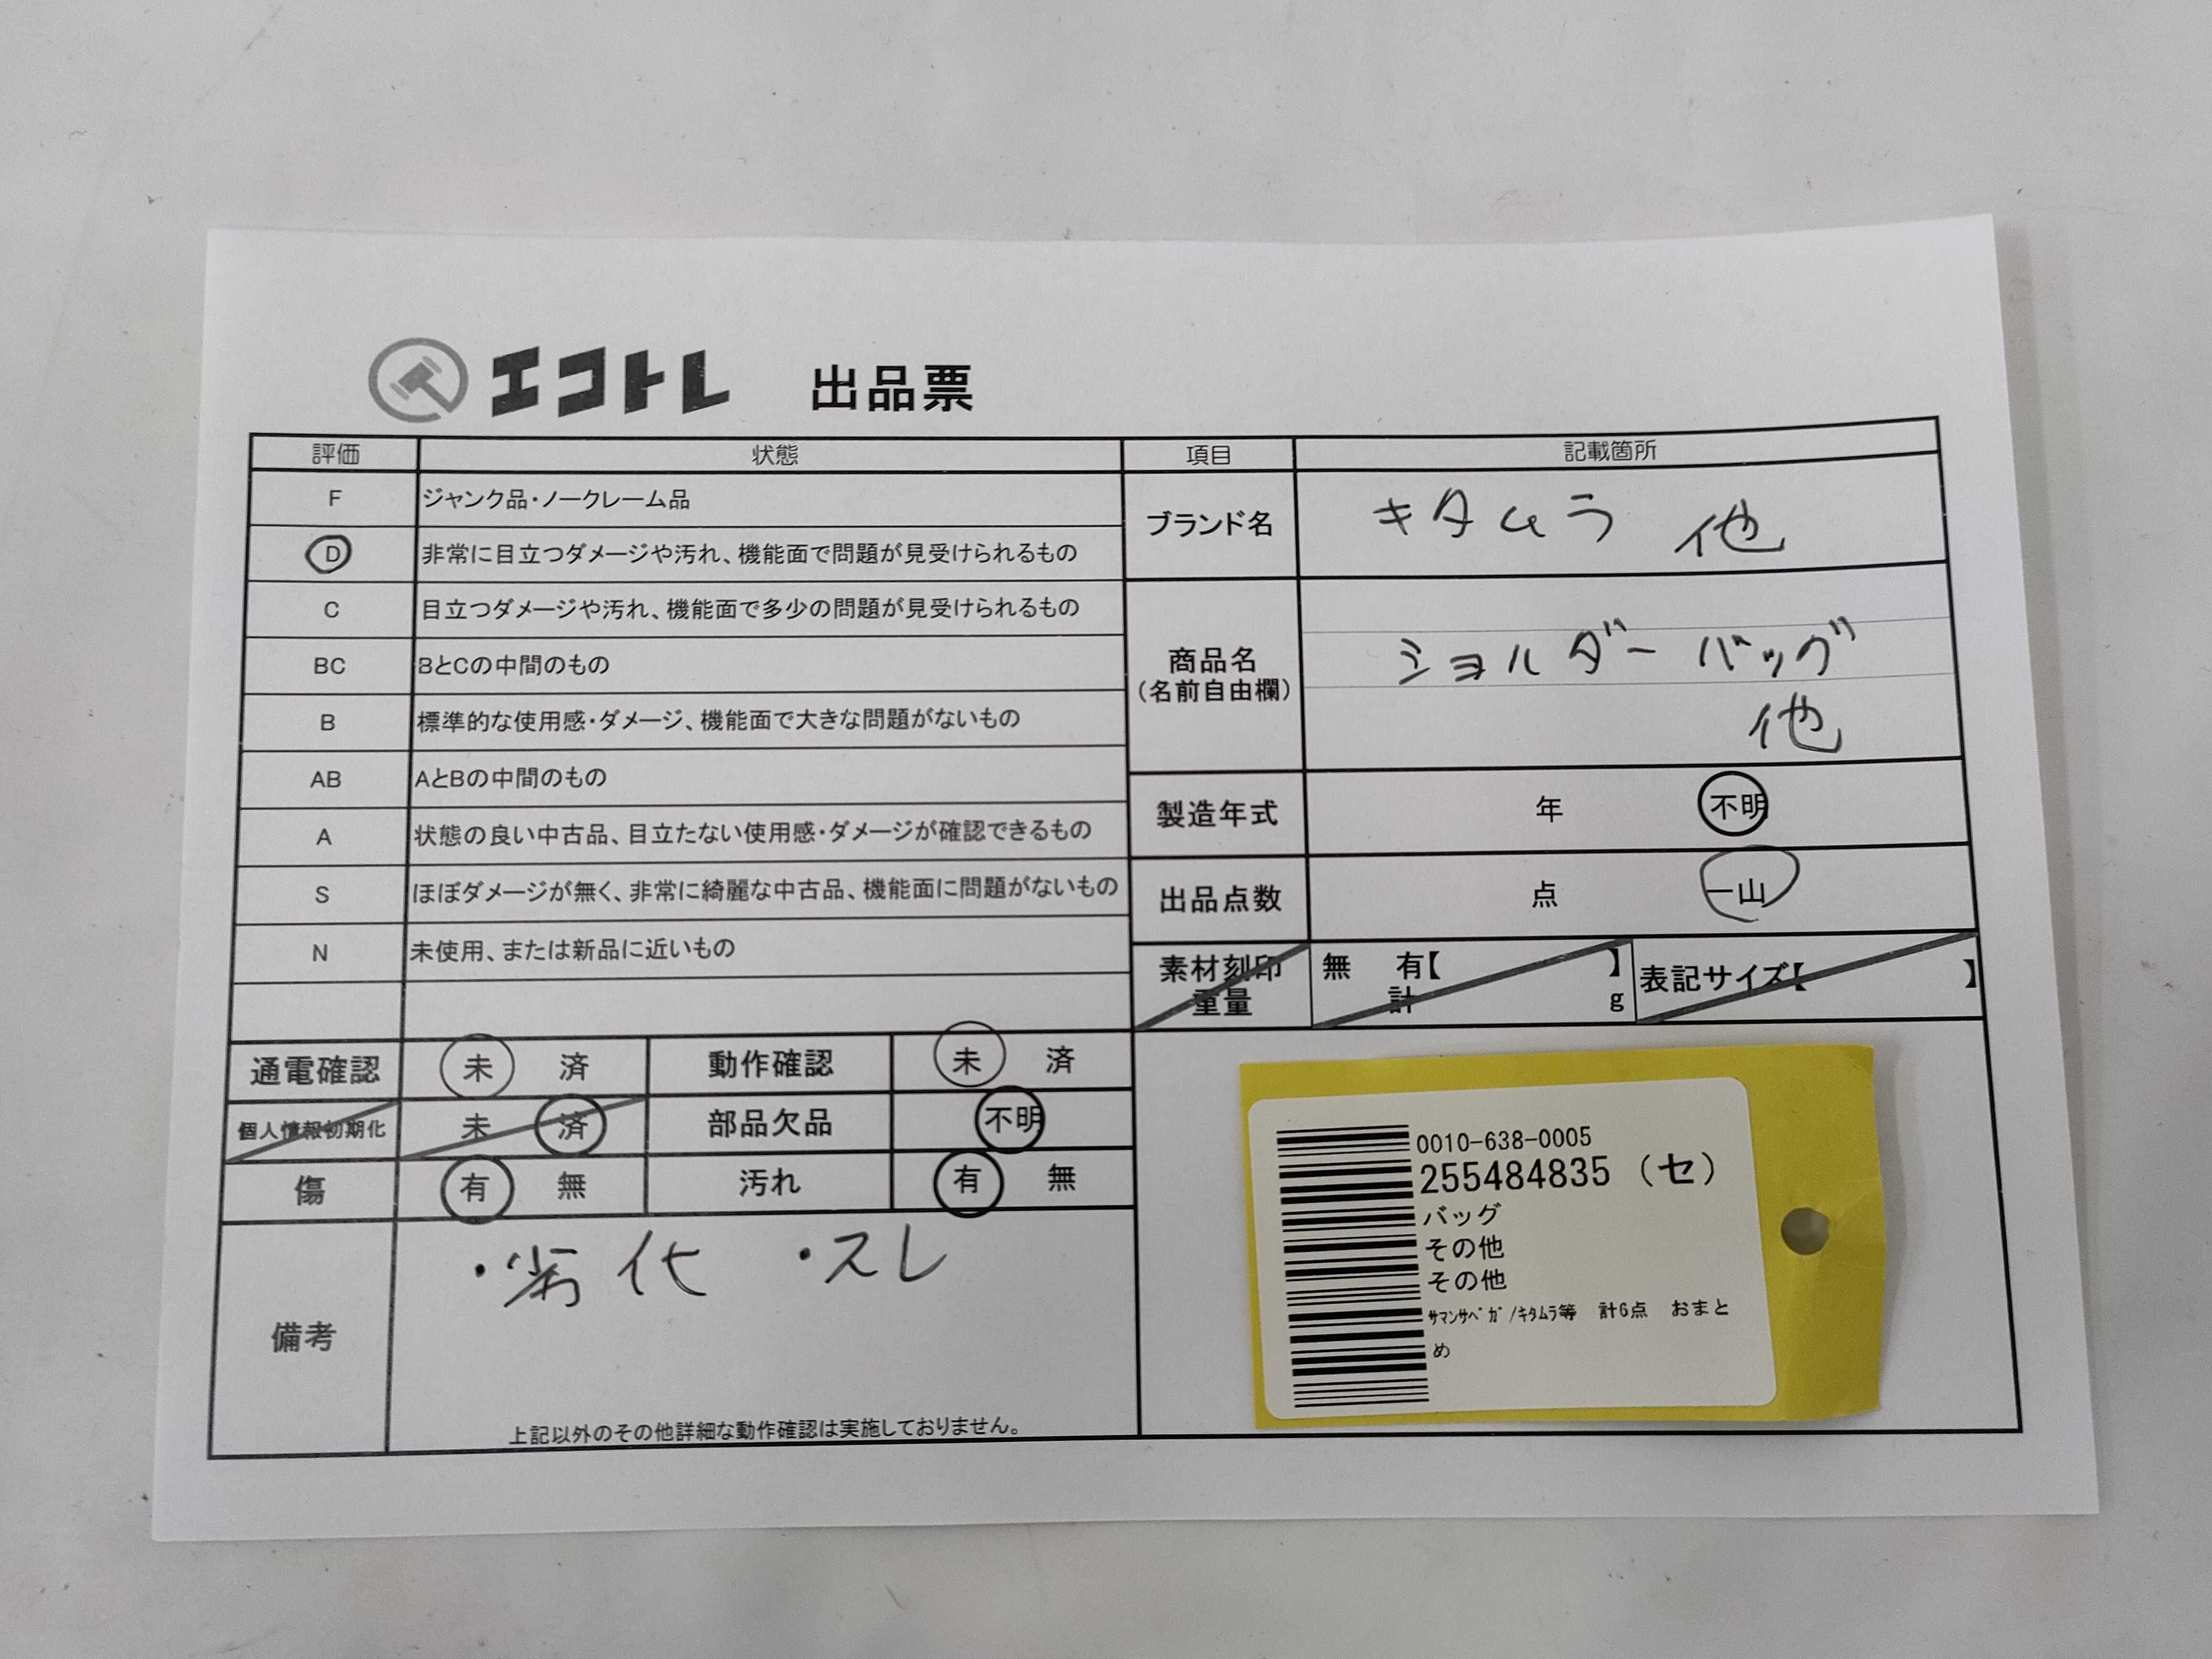 エコトレ 出品票
評価 状態 項目 記載箇所
F ジャンク品・ノークレーム品
D 非常に目立つダメージや汚れ、機能面で問題が見受けられるもの
C 目立つダメージや汚れ、機能面で多少の問題が見受けられるもの
BC BとCの中間のもの
B 標準的な使用感・ダメージ、機能面で大きな問題がないもの
AB AとBの中間のもの
A 状態の良い中古品、目立たない使用感・ダメージが確認できるもの
S ほぼダメージが無く、非常に綺麗な中古品、機能面に問題がないもの
N 未使用、または新品に近いもの
ブランド名 キタムラ 他
商品名 ショルダーバッグ
(名前自由欄) 他
製造年式 年 不明
出品点数 点 一山
素材刻印 無 有【 】 表記サイズ【 】
重量 計 g
通電確認 未 済 動作確認 未 済
個人情報初期化 未 済 部品欠品 不明
傷 有 無 汚れ 有 無
備考 ・劣化 ・スレ
上記以外のその他詳細な動作確認は実施しておりません。
0010-638-0005
255484835 (セ)
バッグ
その他
その他
ｻﾏﾝｻﾍﾞｶﾞ/ｷﾀﾑﾗ等 計6点 おまと
め